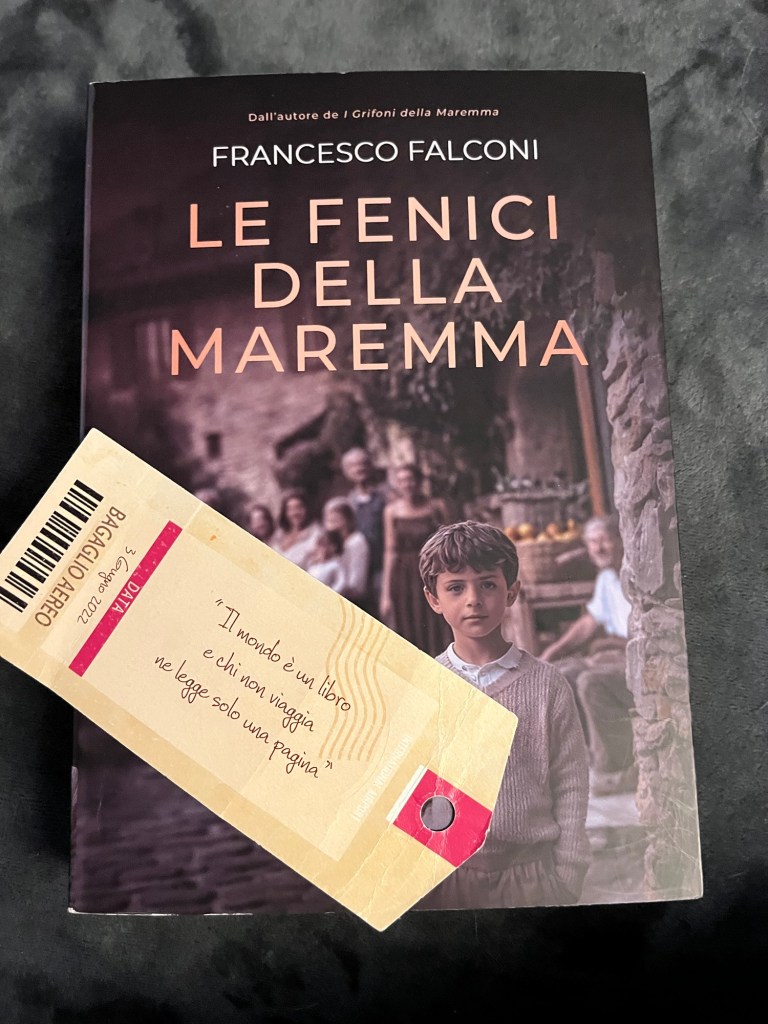 Dall'autore de I Grifoni della Maremma
FRANCESCO FALCONI
LE FENICI
DELLA
MAREMMA
BAGAGLIO AEREO
DATA
3 Giugno 2022
"Il mondo è un libro
e chi non viaggia
ne legge solo una pagina"